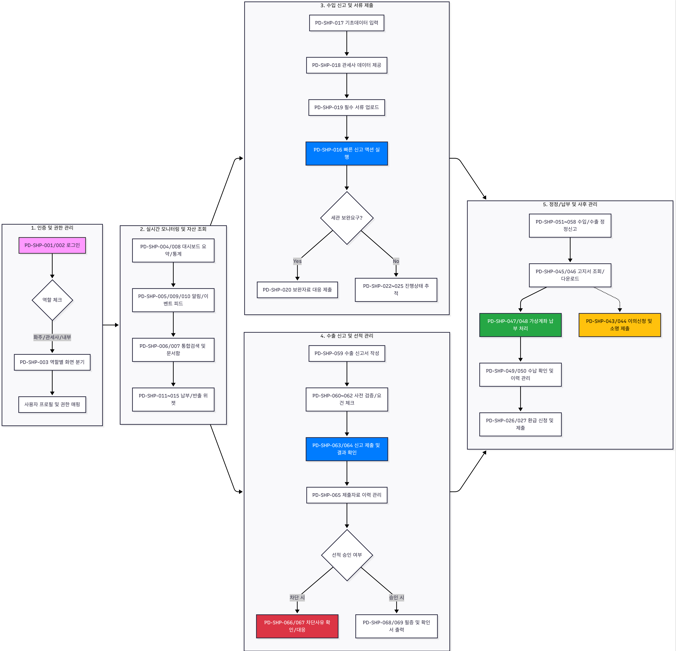 1. 인증 및 권한 관리
PD-SHP-001/002 로그인
역할 체크
화주/관세사/내부
PD-SHP-003 역할별 화면 분기
사용자 프로필 및 권한 매핑
2. 실시간 모니터링 및 자산 조회
PD-SHP-004/008 대시보드 요
약/통계
PD-SHP-005/009/010 알림/이
벤트 피드
PD-SHP-006/007 통합검색 및
문서함
PD-SHP-011~015 납부/반출 위
젯
3. 수입 신고 및 서류 제출
PD-SHP-017 기초데이터 입력
PD-SHP-018 관세사 데이터 제공
PD-SHP-019 필수 서류 업로드
PD-SHP-016 빠른 신고 액션 실
행
세관 보완요구?
Yes
No
PD-SHP-020 보완자료 대응 제출
PD-SHP-022~025 진행상태 추
적
4. 수출 신고 및 선적 관리
PD-SHP-059 수출 신고서 작성
PD-SHP-060~062 사전 검증/요
건 체크
PD-SHP-063/064 신고 제출 및
결과 확인
PD-SHP-065 제출자료 이력 관리
선적 승인 여부
차단 시
승인 시
PD-SHP-066/067 차단사유 확
인/대응
PD-SHP-068/069 필증 및 확인
서 출력
5. 정정/납부 및 사후 관리
PD-SHP-051~058 수입/수출 정
정신고
PD-SHP-045/046 고지서 조회/
다운로드
PD-SHP-047/048 가상계좌 납
부 처리
PD-SHP-043/044 이의신청 및
소명 제출
PD-SHP-049/050 수납 확인 및
이력 관리
PD-SHP-026/027 환급 신청 및
제출